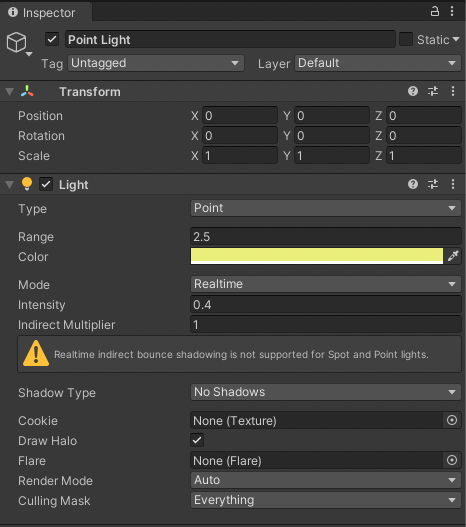 Inspector
Point Light Static
Tag Untagged Layer Default
Transform
Position X 0 Y 0 Z 0
Rotation X 0 Y 0 Z 0
Scale X 1 Y 1 Z 1
Light
Type Point
Range 2.5
Color
Mode Realtime
Intensity 0.4
Indirect Multiplier 1
Realtime indirect bounce shadowing is not supported for Spot and Point lights.
Shadow Type No Shadows
Cookie None (Texture)
Draw Halo
Flare None (Flare)
Render Mode Auto
Culling Mask Everything